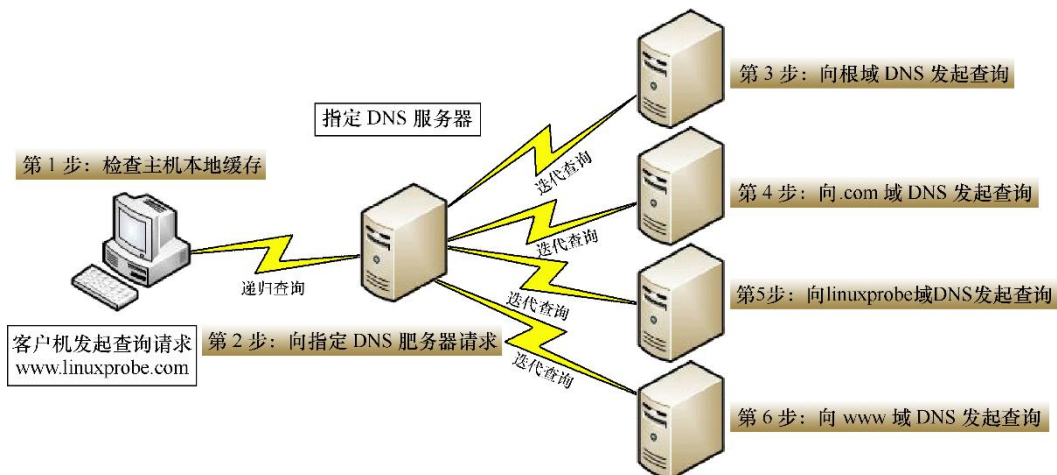 第 3 步：向根域 DNS 发起查询
指定 DNS 服务器
迭代查询
第 1 步：检查主机本地缓存
第 4 步：向.com 域 DNS 发起查询
迭代查询
递归查询
迭代查询
第5步：向linuxprobe域DNS发起查询
客户机发起查询请求
www.linuxprobe.com
第 2 步：向指定 DNS 肥务器请求
迭代查询
第 6 步：向 www 域 DNS 发起查询